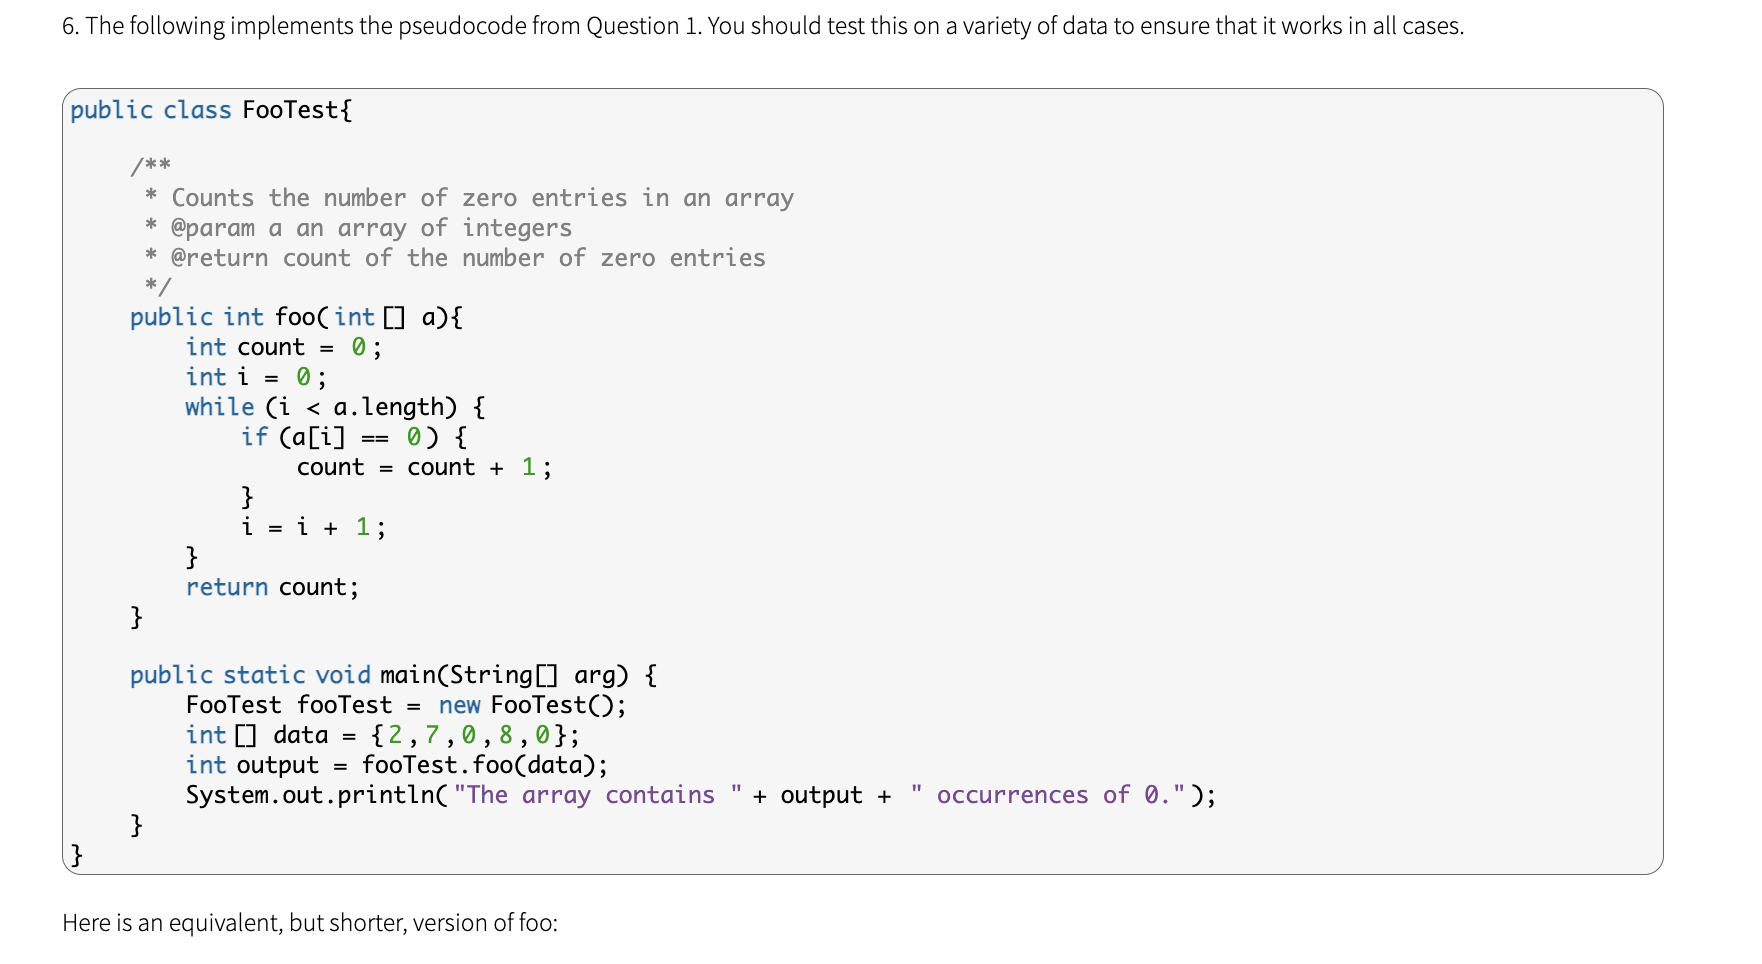 6. The following implements the pseudocode from Question 1. You should test this on a variety of data to ensure that it works in all cases.
public class FooTest{
/**
* Counts the number of zero entries in an array
* @param a an array of integers
* @return count of the number of zero entries
*/
public int foo(int[] a){
int count = 0;
int i = 0;
while (i < a.length) {
if (a[i] == 0) {
count = count + 1;
}
i = i + 1;
}
return count;
}
public static void main(String[] arg) {
FooTest fooTest = new FooTest();
int[] data = {2,7,0,8,0};
int output = fooTest.foo(data);
System.out.println("The array contains " + output + " occurrences of 0.");
}
}
Here is an equivalent, but shorter, version of foo: